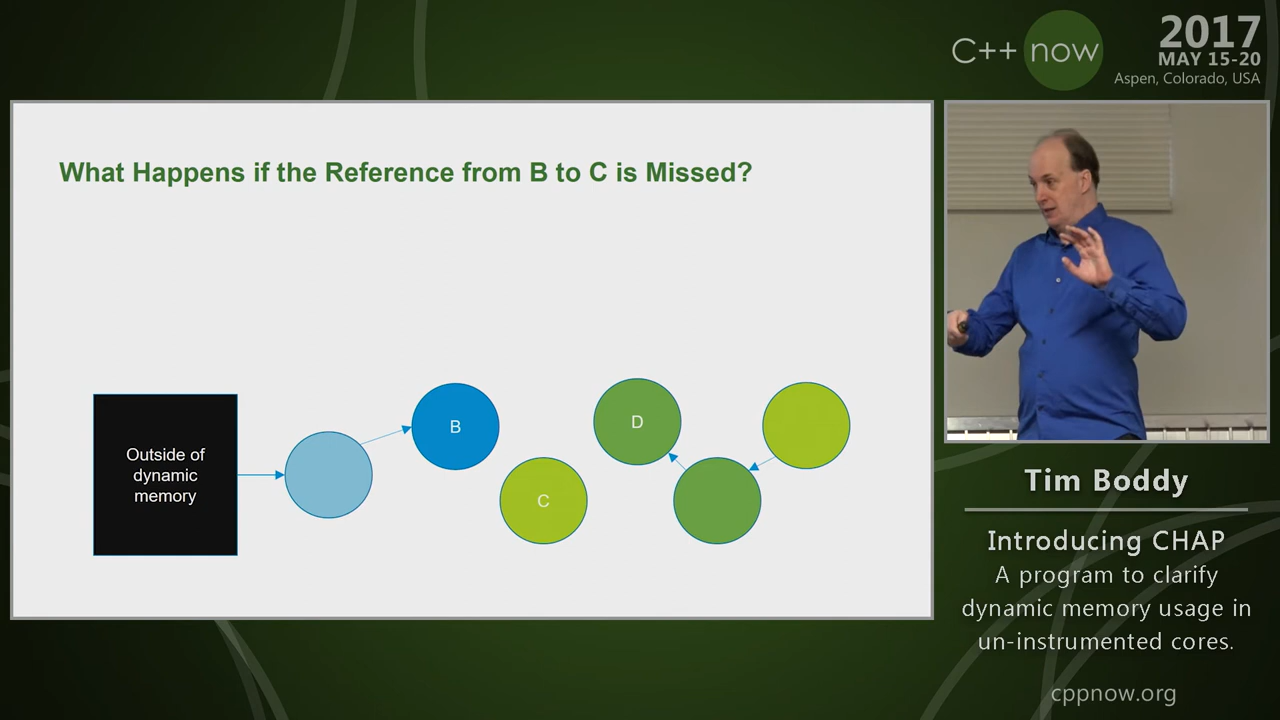 C++ now
2017
MAY 15-20
Aspen, Colorado, USA
What Happens if the Reference from B to C is Missed?
Outside of
dynamic
memory
B
C
D
Tim Boddy
Introducing CHAP
A program to clarify
dynamic memory usage in
un-instrumented cores.
cppnow.org